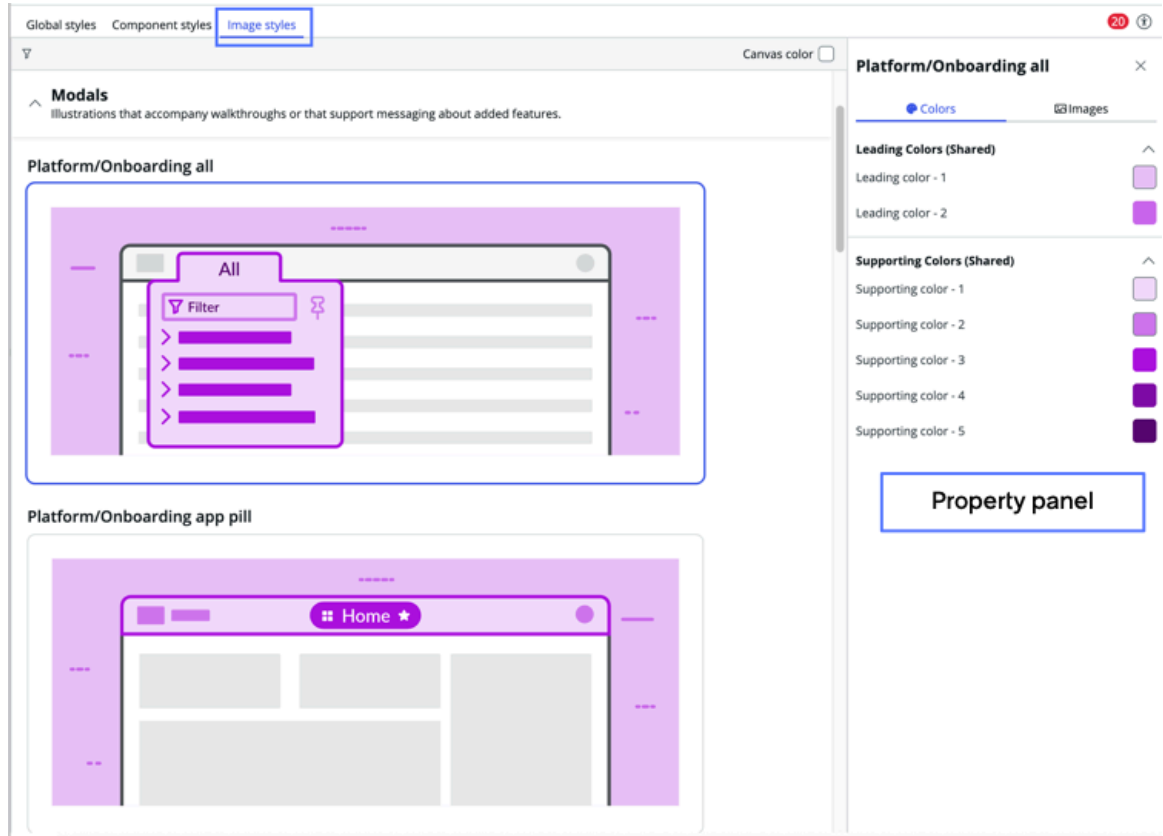 Global styles Component styles Image styles 20
Canvas color
Platform/Onboarding all
Modals
Illustrations that accompany walkthroughs or that support messaging about added features.
Colors Images
Platform/Onboarding all
All
Filter
Platform/Onboarding app pill
Home
Leading Colors (Shared)
Leading color - 1
Leading color - 2
Supporting Colors (Shared)
Supporting color - 1
Supporting color - 2
Supporting color - 3
Supporting color - 4
Supporting color - 5
Property panel